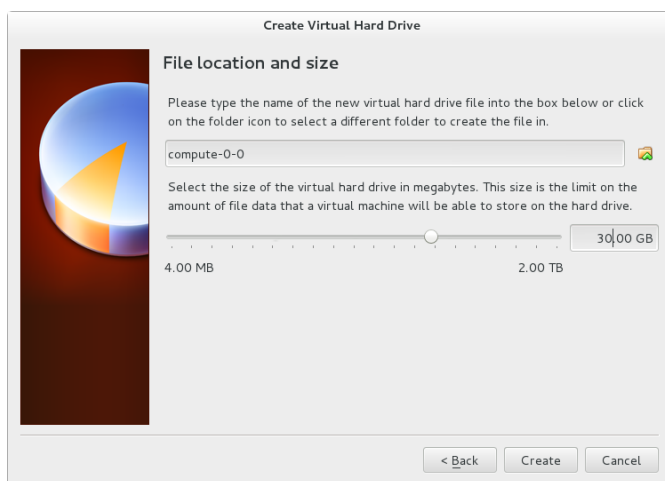 Create Virtual Hard Drive
File location and size
Please type the name of the new virtual hard drive file into the box below or click
on the folder icon to select a different folder to create the file in.
compute-0-0
Select the size of the virtual hard drive in megabytes. This size is the limit on the
amount of file data that a virtual machine will be able to store on the hard drive.
30.00 GB
4.00 MB 2.00 TB
< Back Create Cancel